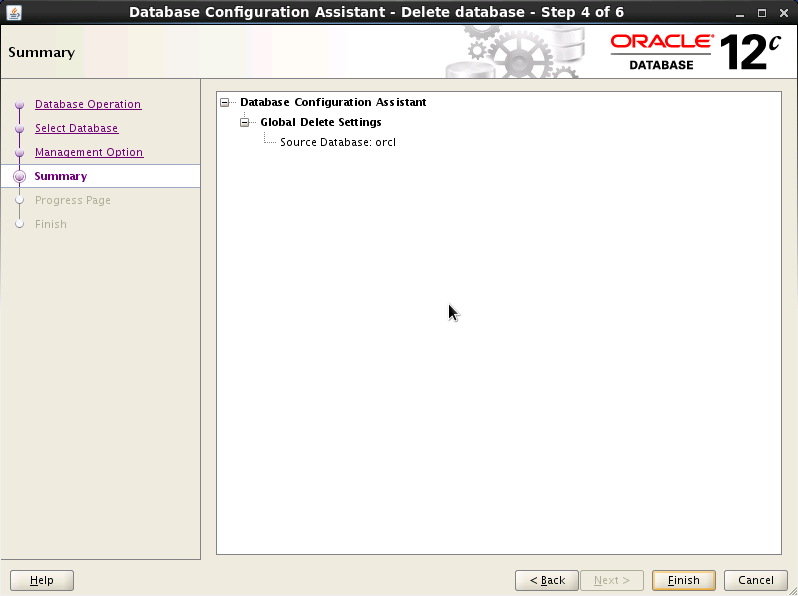 Database Configuration Assistant - Delete database - Step 4 of 6
Summary
ORACLE®
DATABASE
12c
Database Operation
Select Database
Management Option
Summary
Progress Page
Finish
Database Configuration Assistant
Global Delete Settings
Source Database: orcl
Help
< Back
Next >
Finish
Cancel